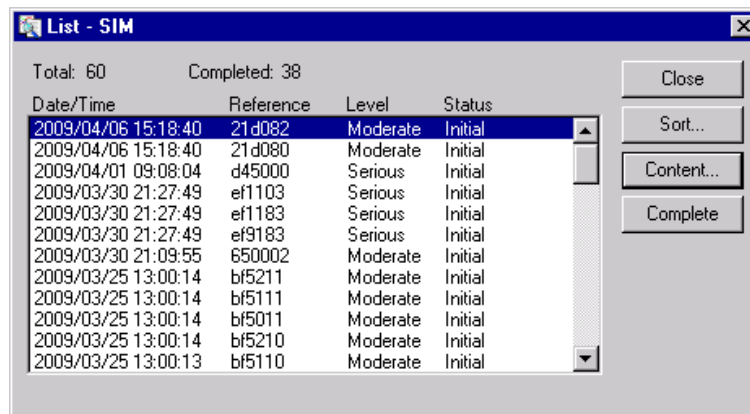 List - SIM
Total: 60 Completed: 38
Date/Time Reference Level Status
2009/04/06 15:18:40 21d082 Moderate Initial
2009/04/06 15:18:40 21d080 Moderate Initial
2009/04/01 09:08:04 d45000 Serious Initial
2009/03/30 21:27:49 ef1103 Serious Initial
2009/03/30 21:27:49 ef1183 Serious Initial
2009/03/30 21:27:49 ef9183 Serious Initial
2009/03/30 21:09:55 650002 Moderate Initial
2009/03/25 13:00:14 bf5211 Moderate Initial
2009/03/25 13:00:14 bf5111 Moderate Initial
2009/03/25 13:00:14 bf5011 Moderate Initial
2009/03/25 13:00:14 bf5210 Moderate Initial
2009/03/25 13:00:13 bf5110 Moderate Initial
Close
Sort...
Content...
Complete